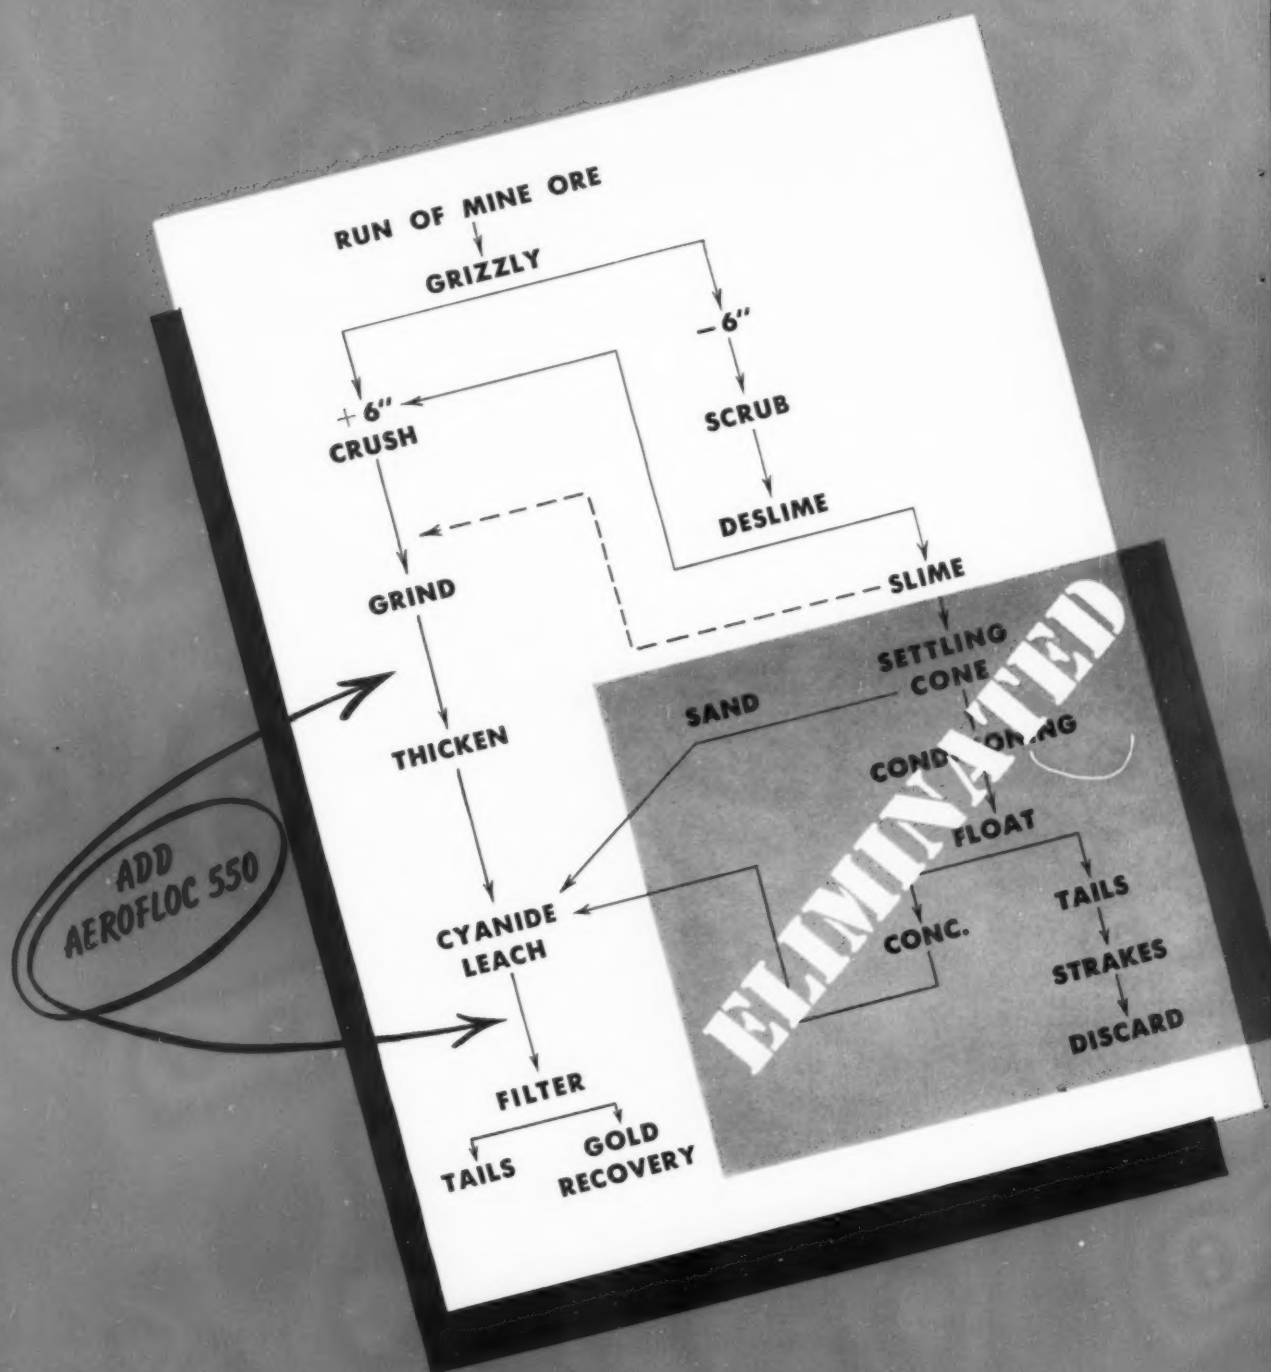 RUN OF MINE ORE
GRIZZLY
– 6"
+ 6"
CRUSH
SCRUB
DESLIME
GRIND
SLIME
SETTLING
CONE
SAND
THICKEN
CONDITIONING
FLOAT
ELIMINATED
ADD
AEROFLOC 550
CYANIDE
LEACH
CONC.
TAILS
STRAKES
DISCARD
FILTER
TAILS
GOLD
RECOVERY